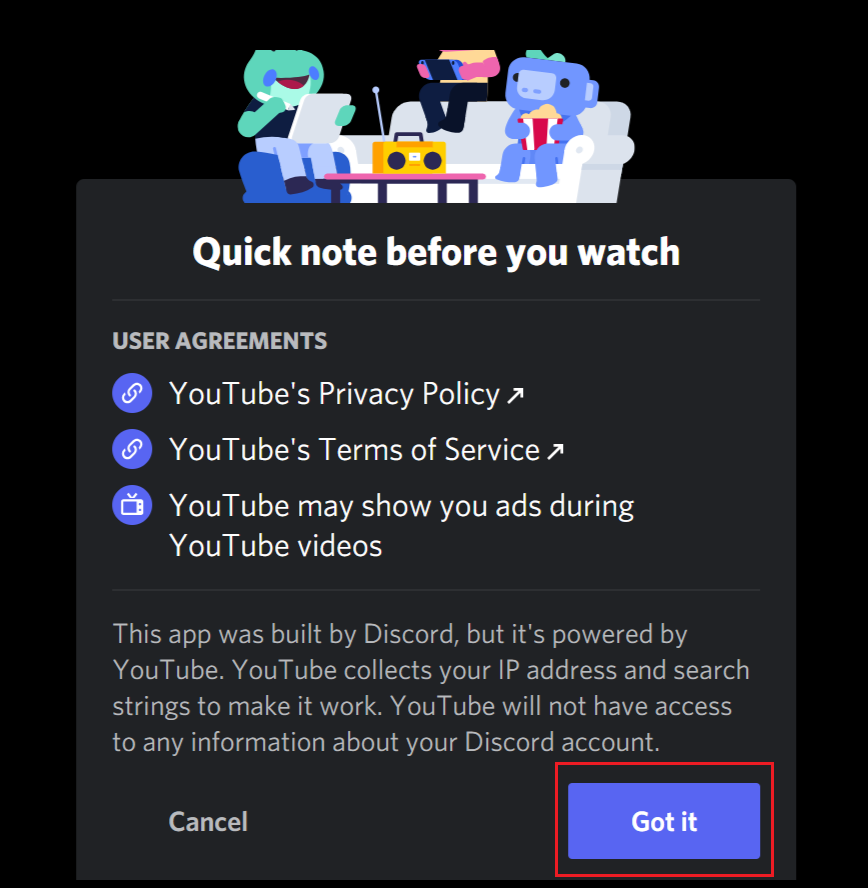 Quick note before you watch
USER AGREEMENTS
YouTube's Privacy Policy ↗
YouTube's Terms of Service ↗
YouTube may show you ads during
YouTube videos
This app was built by Discord, but it's powered by
YouTube. YouTube collects your IP address and search
strings to make it work. YouTube will not have access
to any information about your Discord account.
Cancel
Got it